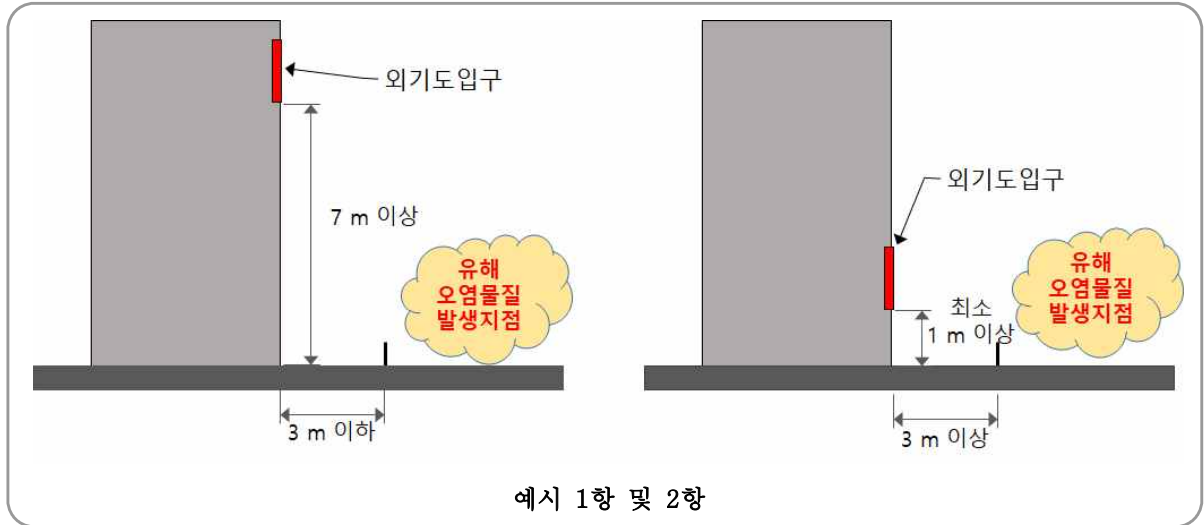 외기도입구
7 m 이상
유해
오염물질
발생지점
3 m 이하
외기도입구
최소
1 m 이상
유해
오염물질
발생지점
3 m 이상
예시 1항 및 2항